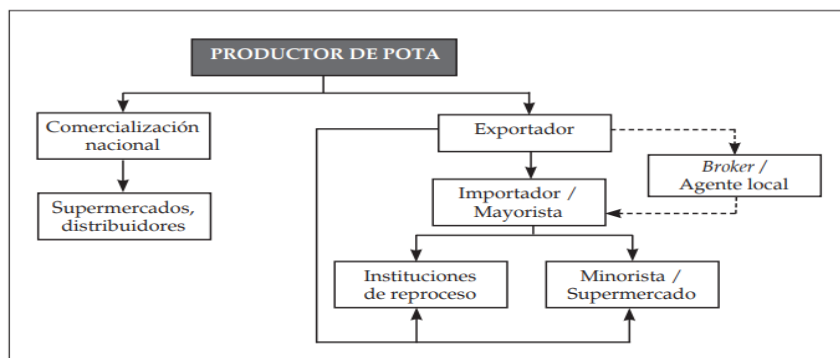 PRODUCTOR DE POTA
Comercialización
nacional
Supermercados,
distribuidores
Exportador
Broker /
Agente local
Importador /
Mayorista
Instituciones
de reproceso
Minorista /
Supermercado